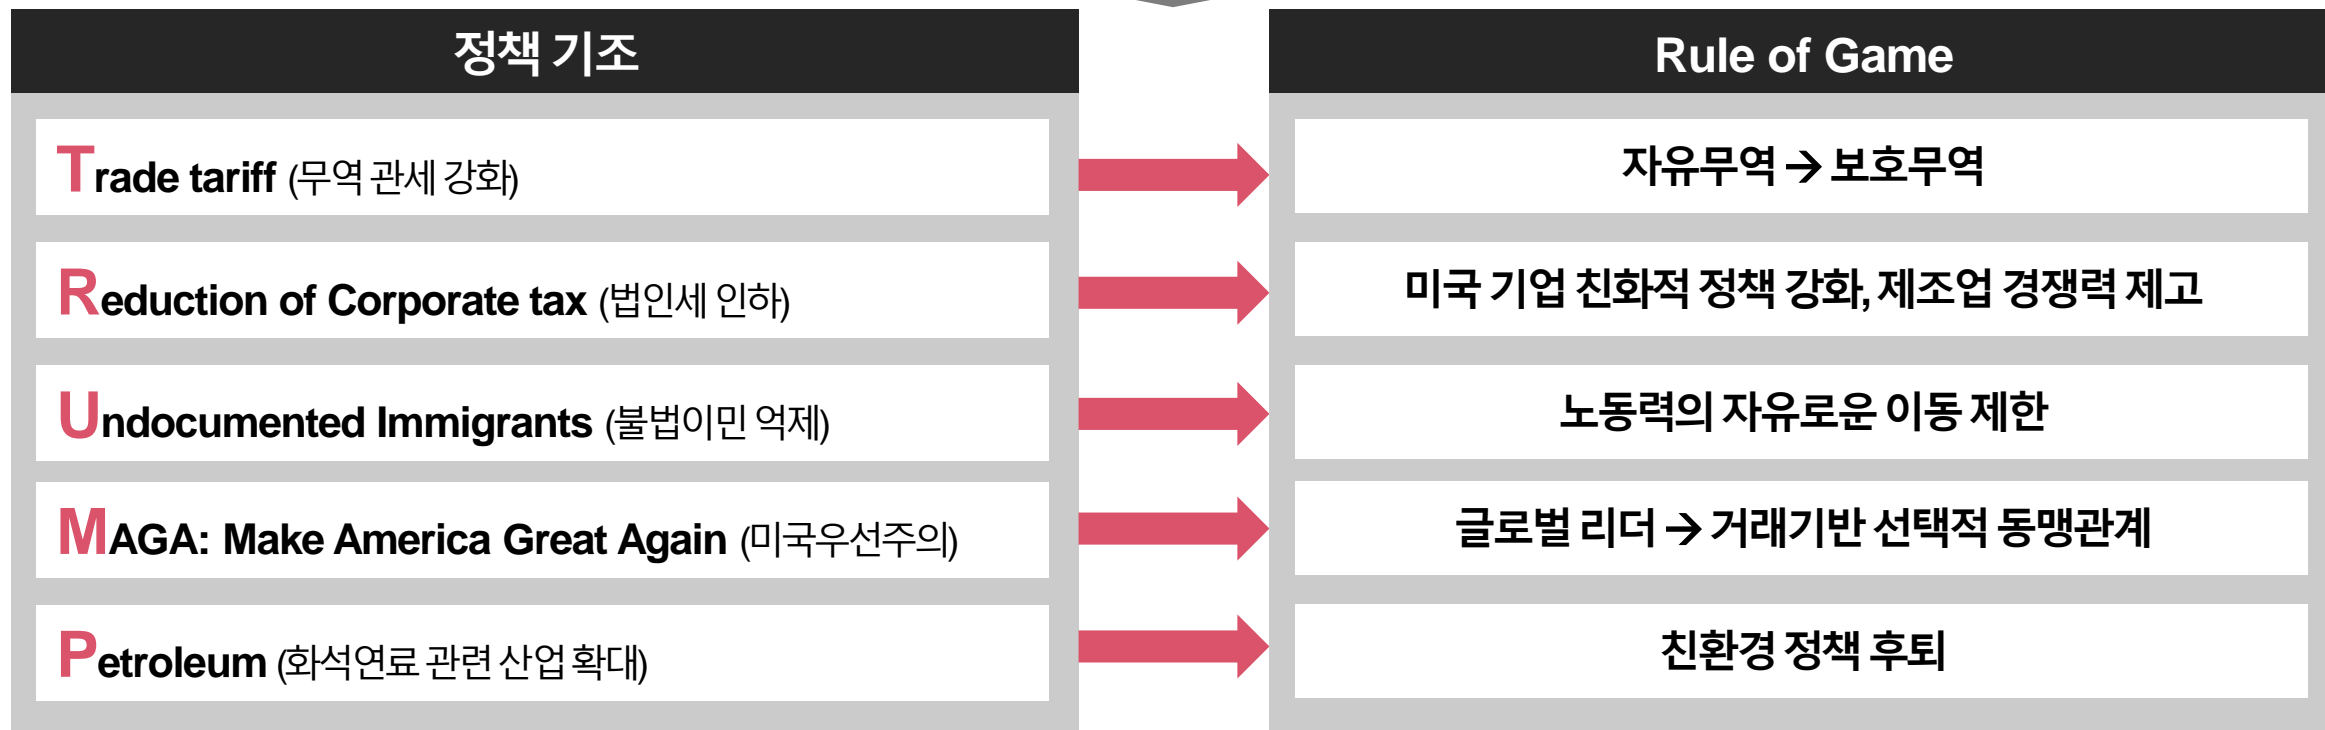 정책 기조
Rule of Game
Trade tariff (무역 관세 강화)
자유무역 → 보호무역
Reduction of Corporate tax (법인세 인하)
미국 기업 친화적 정책 강화, 제조업 경쟁력 제고
Undocumented Immigrants (불법이민 억제)
노동력의 자유로운 이동 제한
MAGA: Make America Great Again (미국우선주의)
글로벌 리더 → 거래기반 선택적 동맹관계
Petroleum (화석연료 관련 산업 확대)
친환경 정책 후퇴